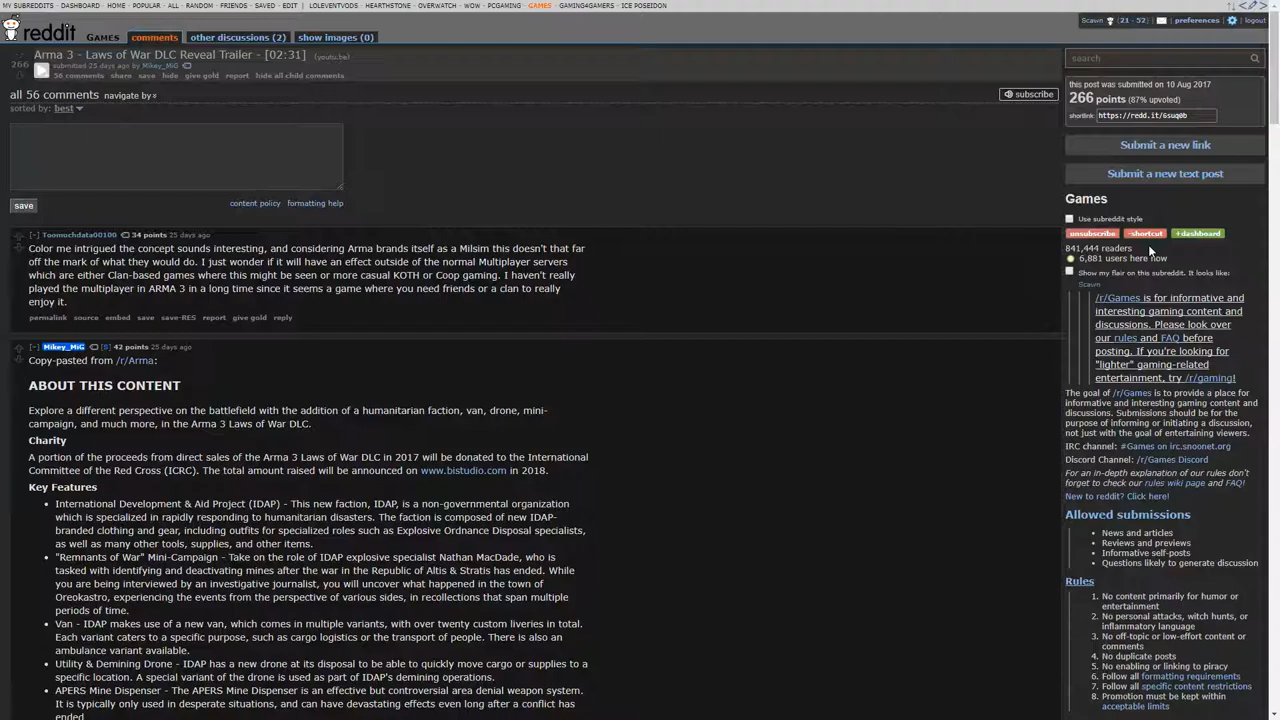 MY SUBREDDITS - DASHBOARD - HOME - POPULAR - ALL - RANDOM - FRIENDS - SAVED - EDIT | LOLEVENTVODS - HEARTHSTONE - OVERWATCH - WOW - PCGAMING - GAMES - GAMING4GAMERS - ICE POSEIDON
reddit GAMES comments other discussions (2) show images (0)
Scawn (21 - 52) | preferences | logout
266
Arma 3 - Laws of War DLC Reveal Trailer - [02:31] (youtu.be)
submitted 25 days ago by Mikey_MiG
56 comments share save hide give gold report hide all child comments
all 56 comments navigate by
subscribe
sorted by: best
save
content policy formatting help
[-] Toomuchdata00100 34 points 25 days ago
Color me intrigued the concept sounds interesting, and considering Arma brands itself as a Milsim this doesn't that far
off the mark of what they would do. I just wonder if it will have an effect outside of the normal Multiplayer servers
which are either Clan-based games where this might be seen or more casual KOTH or Coop gaming. I haven't really
played the multiplayer in ARMA 3 in a long time since it seems a game where you need friends or a clan to really
enjoy it.
permalink source embed save save-RES report give gold reply
[-] Mikey_MiG [S] 42 points 25 days ago
Copy-pasted from /r/Arma:
ABOUT THIS CONTENT
Explore a different perspective on the battlefield with the addition of a humanitarian faction, van, drone, mini-
campaign, and much more, in the Arma 3 Laws of War DLC.
Charity
A portion of the proceeds from direct sales of the Arma 3 Laws of War DLC in 2017 will be donated to the International
Committee of the Red Cross (ICRC). The total amount raised will be announced on www.bistudio.com in 2018.
Key Features
• International Development & Aid Project (IDAP) - This new faction, IDAP, is a non-governmental organization
which is specialized in rapidly responding to humanitarian disasters. The faction is composed of new IDAP-
branded clothing and gear, including outfits for specialized roles such as Explosive Ordnance Disposal specialists,
as well as many other tools, supplies, and other items.
• "Remnants of War" Mini-Campaign - Take on the role of IDAP explosive specialist Nathan MacDade, who is
tasked with identifying and deactivating mines after the war in the Republic of Altis & Stratis has ended. While
you are being interviewed by an investigative journalist, you will uncover what happened in the town of
Oreokastro, experiencing the events from the perspective of various sides, in recollections that span multiple
periods of time.
• Van - IDAP makes use of a new van, which comes in multiple variants, with over twenty custom liveries in total.
Each variant caters to a specific purpose, such as cargo logistics or the transport of people. There is also an
ambulance variant available.
• Utility & Demining Drone - IDAP has a new drone at its disposal to be able to quickly move cargo or supplies to a
specific location. A special variant of the drone is used as part of IDAP's demining operations.
• APERS Mine Dispenser - The APERS Mine Dispenser is an effective but controversial area denial weapon system.
It is typically only used in desperate situations, and can have devastating effects even long after a conflict has
ended
search
this post was submitted on 10 Aug 2017
266 points (87% upvoted)
shortlink: https://redd.it/6suq0b
Submit a new link
Submit a new text post
Games
Use subreddit style
unsubscribe -shortcut +dashboard
841,444 readers
6,881 users here now
Show my flair on this subreddit. It looks like:
Scawn
/r/Games is for informative and
interesting gaming content and
discussions. Please look over
our rules and FAQ before
posting. If you're looking for
"lighter" gaming-related
entertainment, try /r/gaming!
The goal of /r/Games is to provide a place for
informative and interesting gaming content and
discussions. Submissions should be for the
purpose of informing or initiating a discussion,
not just with the goal of entertaining viewers.
IRC channel: #Games on irc.snoonet.org
Discord Channel: /r/Games Discord
For an in-depth explanation of our rules don't
forget to check our rules wiki page and FAQ!
New to reddit? Click here!
Allowed submissions
• News and articles
• Reviews and previews
• Informative self-posts
• Questions likely to generate discussion
Rules
1. No content primarily for humor or
entertainment
2. No personal attacks, witch hunts, or
inflammatory language
3. No off-topic or low-effort content or
comments
4. No duplicate posts
5. No enabling or linking to piracy
6. Follow all formatting requirements
7. Follow all specific content restrictions
8. Promotion must be kept within
acceptable limits